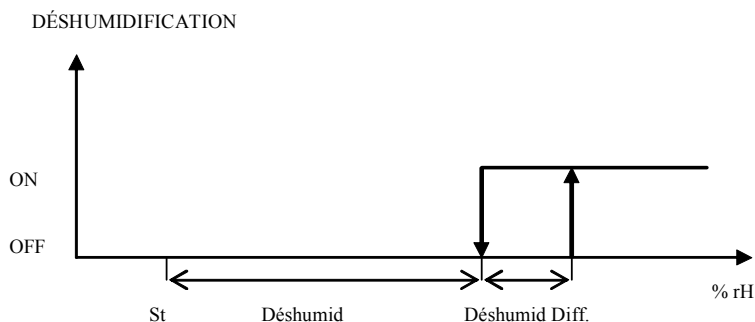 DÉSHUMIDIFICATION
ON
OFF
% rH
St Déshumid Déshumid Diff.